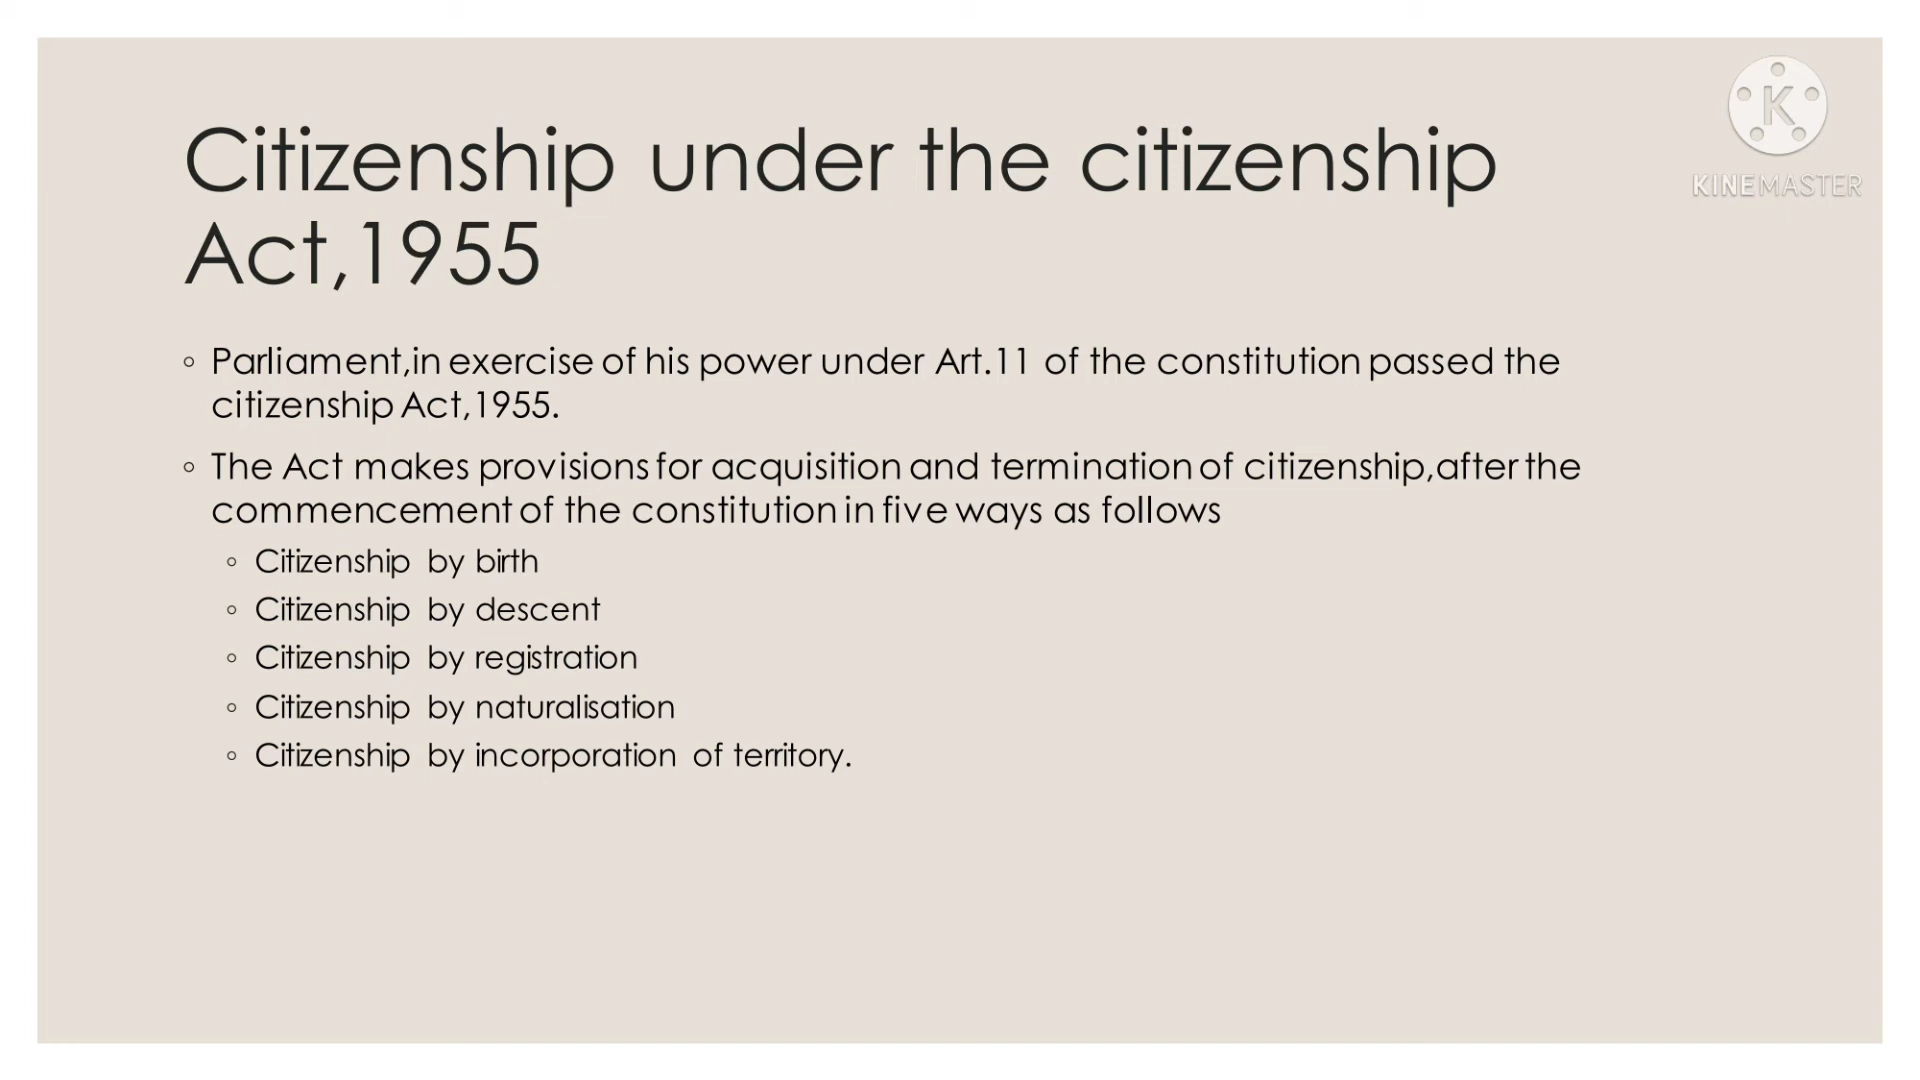 Citizenship under the citizenship
Act,1955
K
KINEMASTER
◦ Parliament,in exercise of his power under Art.11 of the constitution passed the
citizenship Act,1955.
◦ The Act makes provisions for acquisition and termination of citizenship,after the
commencement of the constitution in five ways as follows
◦ Citizenship by birth
◦ Citizenship by descent
◦ Citizenship by registration
◦ Citizenship by naturalisation
◦ Citizenship by incorporation of territory.